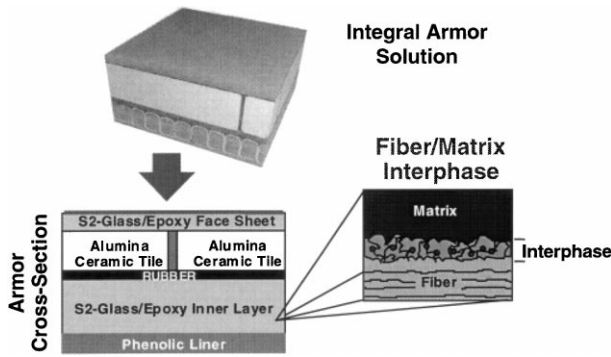 Integral Armor
Solution
Fiber/Matrix
Interphase
Armor
Cross-Section
S2-Glass/Epoxy Face Sheet
Alumina
Ceramic Tile
Alumina
Ceramic Tile
RUBBER
S2-Glass/Epoxy Inner Layer
Phenolic Liner
Matrix
Interphase
Fiber